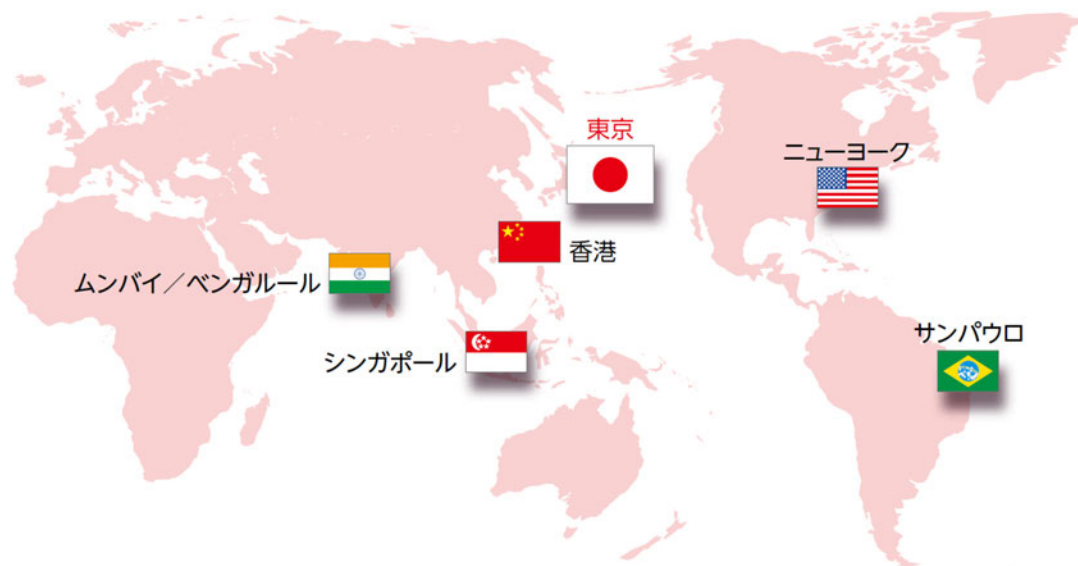 東京
ニューヨーク
香港
ムンバイ／ベンガルール
サンパウロ
シンガポール